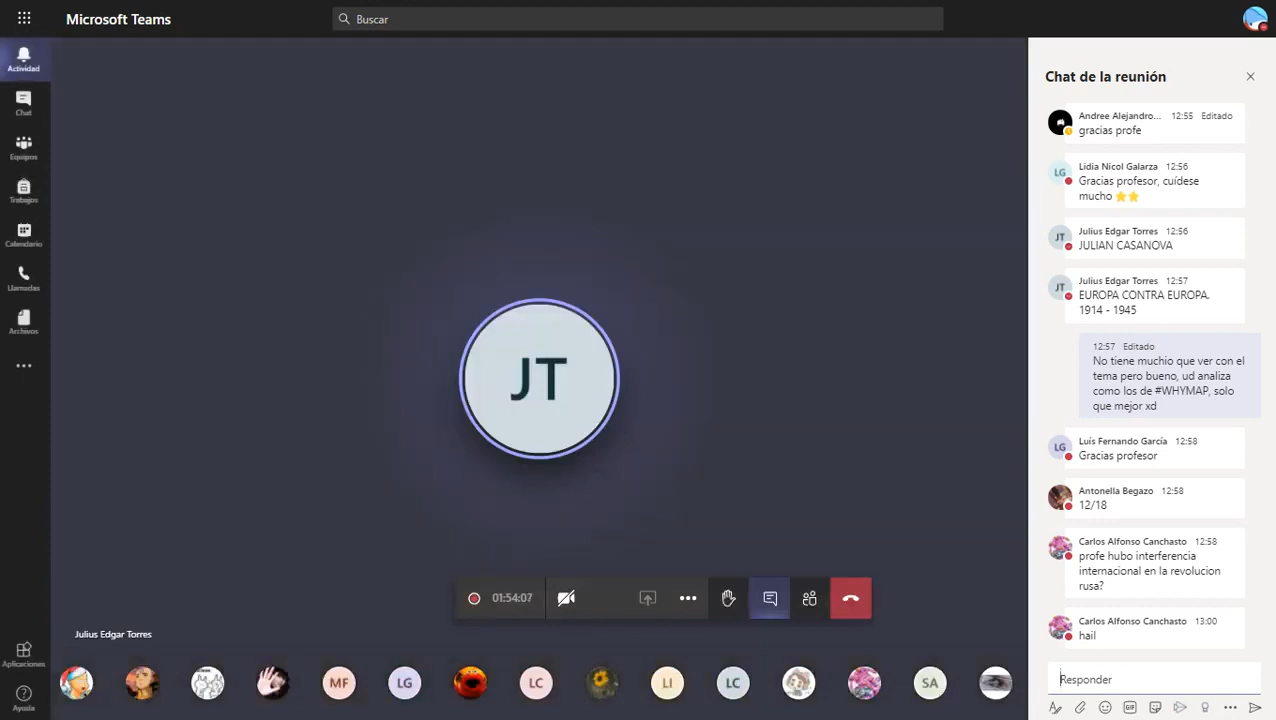 Microsoft Teams
Buscar
Actividad
Chat
Equipos
Trabajos
Calendario
Llamadas
Archivos
Aplicaciones
Ayuda
JT
01:54:07
Julius Edgar Torres
MF
LG
LC
LI
LC
SA
Chat de la reunión
Andree Alejandro... 12:55 Editado
gracias profe
LG
Lidia Nicol Galarza 12:56
Gracias profesor, cuídese
mucho ⭐⭐
JT
Julius Edgar Torres 12:56
JULIAN CASANOVA
JT
Julius Edgar Torres 12:57
EUROPA CONTRA EUROPA.
1914 - 1945
12:57 Editado
No tiene muchio que ver con el
tema pero bueno, ud analiza
como los de #WHYMAP, solo
que mejor xd
LG
Luis Fernando García 12:58
Gracias profesor
Antonella Begazo 12:58
12/18
Carlos Alfonso Canchasto 12:58
profe hubo interferencia
internacional en la revolucion
rusa?
Carlos Alfonso Canchasto 13:00
hail
Responder
GIF